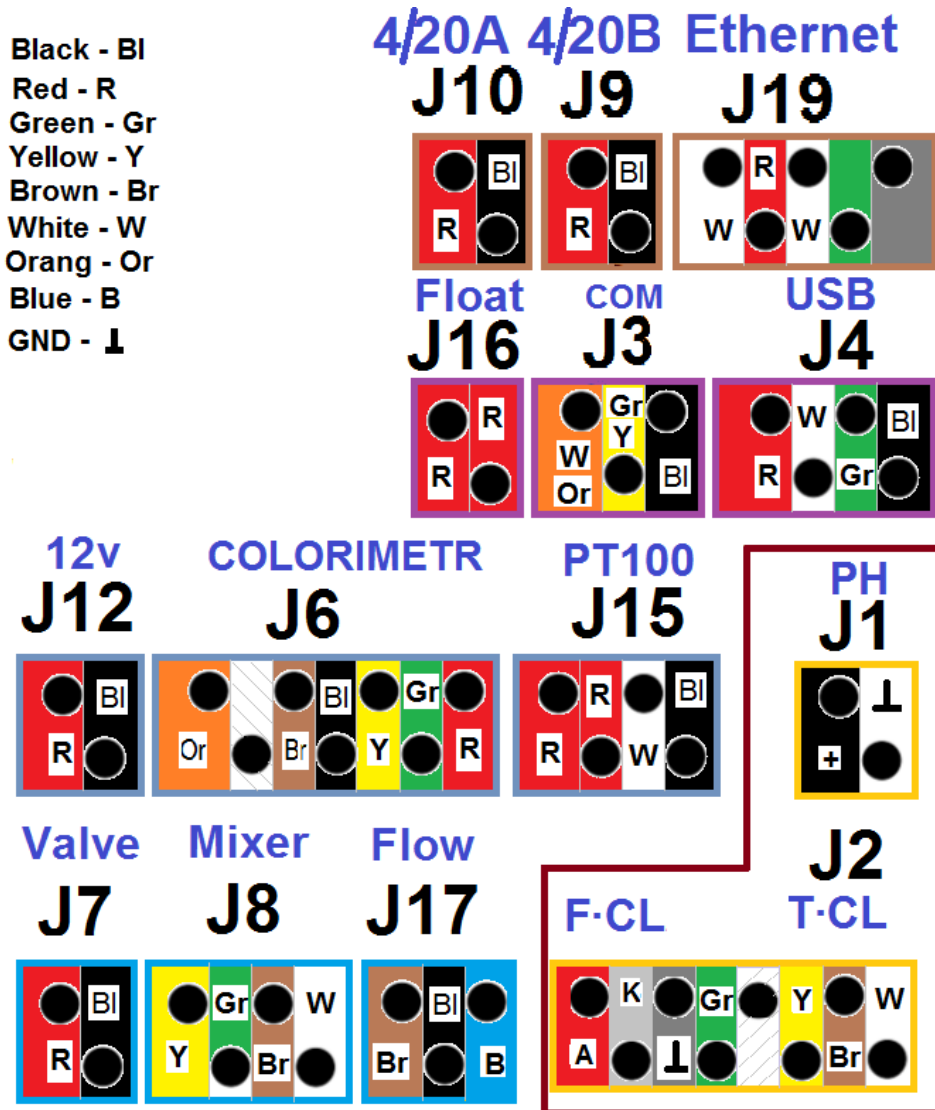 Black - Bl
Red - R
Green - Gr
Yellow - Y
Brown - Br
White - W
Orang - Or
Blue - B
GND - ⊥
4/20A 4/20B Ethernet
J10 J9 J19
Bl Bl R
R R W W
Float COM USB
J16 J3 J4
R Gr W Bl
Y
R W Bl R Gr
Or
12v COLORIMETR PT100 PH
J12 J6 J15 J1
Bl Bl Gr R Bl ⊥
R Or Br Y R R W +
Valve Mixer Flow J2
J7 J8 J17 F·CL T·CL
Bl Gr W Bl K Gr Y W
R Y Br Br B A ⊥ Br